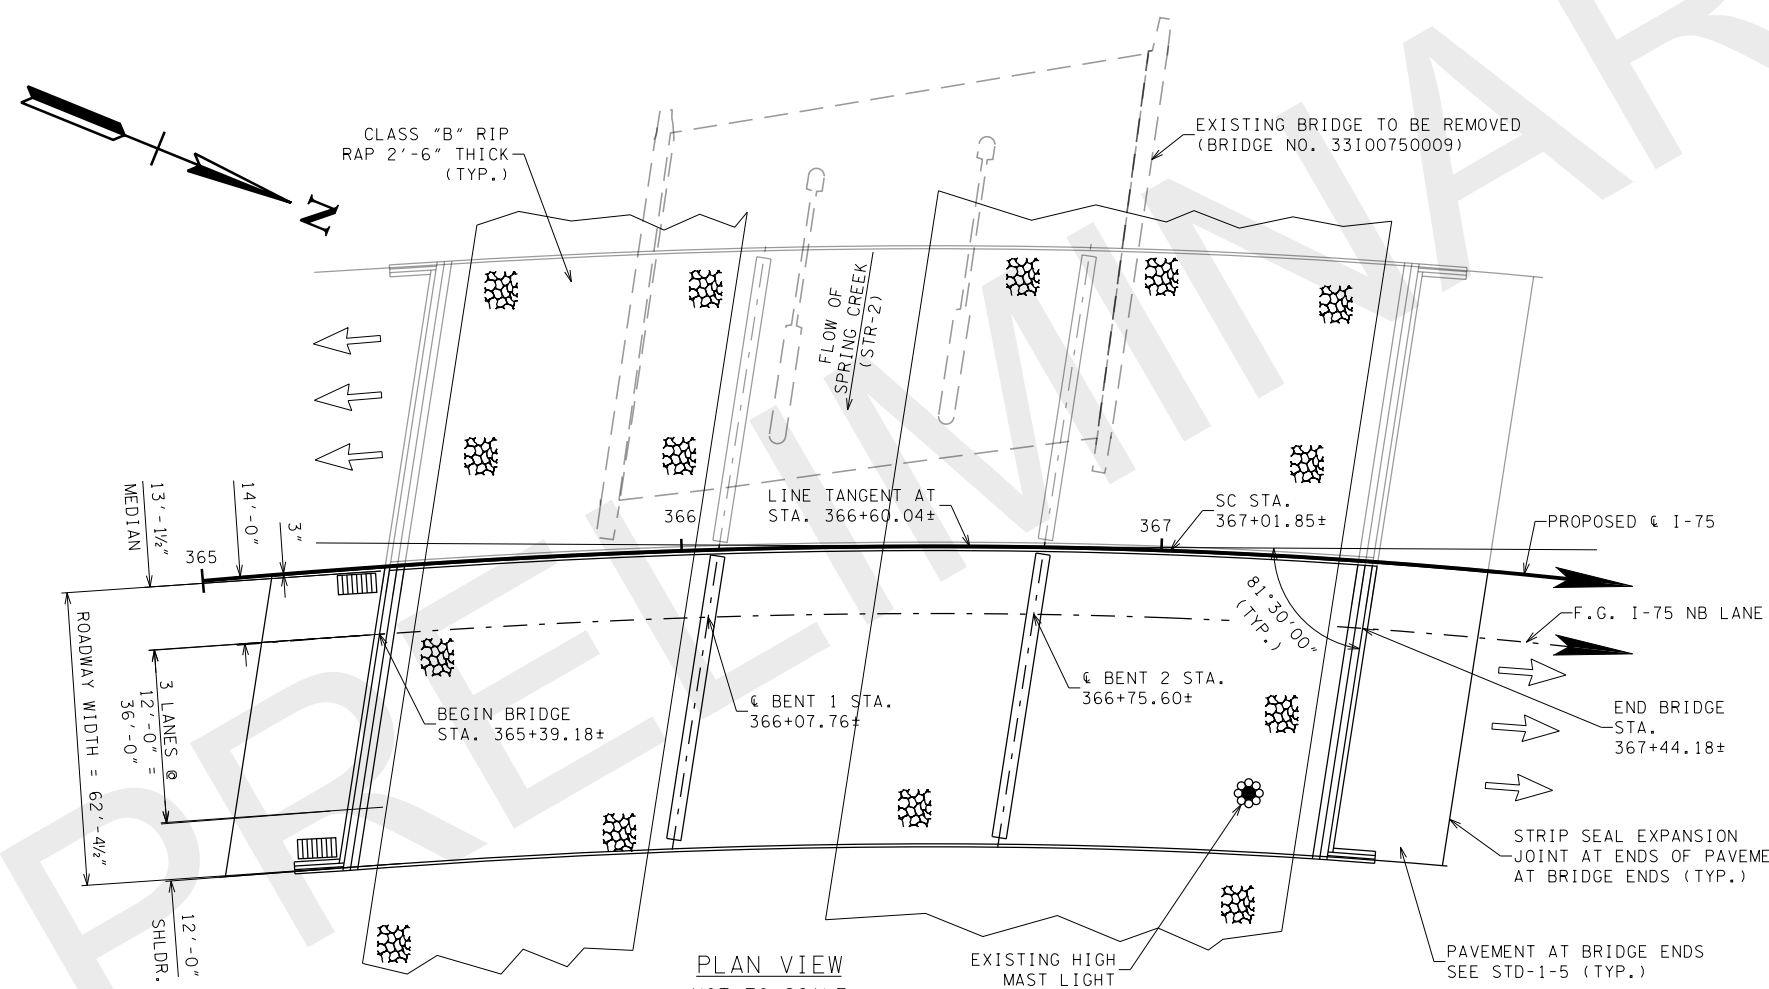 PRELIMINAR
CLASS "B" RIP
RAP 2'-6" THICK
(TYP.)
EXISTING BRIDGE TO BE REMOVED
(BRIDGE NO. 33I00750009)
N
FLOW OF
SPRING CREEK
(STR-2)
LINE TANGENT AT
STA. 366+60.04±
SC STA.
367+01.85±
PROPOSED ℄ I-75
365
366
367
13'-1½"
MEDIAN
14'-0"
3"
81°30'00"
(TYP.)
F.G. I-75 NB LANE
ROADWAY WIDTH = 62'-4½"
3 LANES @
12'-0" =
36'-0"
BEGIN BRIDGE
STA. 365+39.18±
℄ BENT 1 STA.
366+07.76±
℄ BENT 2 STA.
366+75.60±
END BRIDGE
STA.
367+44.18±
12'-0"
SHLDR.
STRIP SEAL EXPANSION
JOINT AT ENDS OF PAVEME
AT BRIDGE ENDS (TYP.)
PAVEMENT AT BRIDGE ENDS
SEE STD-1-5 (TYP.)
EXISTING HIGH
MAST LIGHT
PLAN VIEW